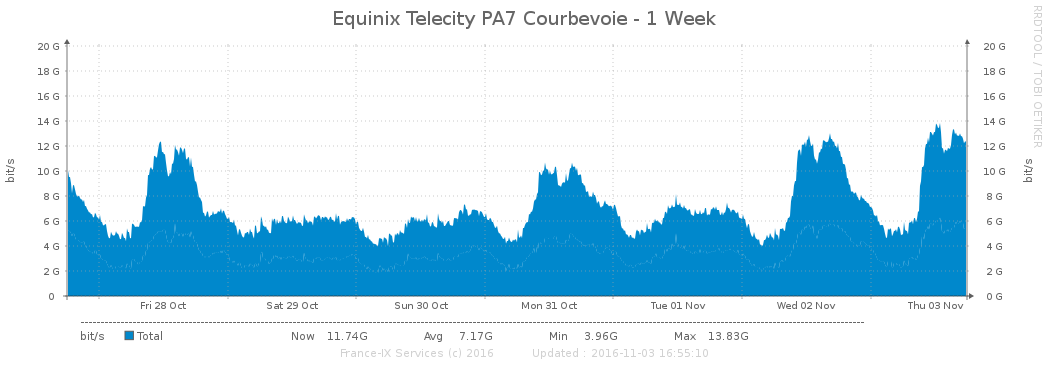 Equinix Telecity PA7 Courbevoie - 1 Week
RRDTOOL / TOBI OETIKER
bit/s
20 G 20 G
18 G 18 G
16 G 16 G
14 G 14 G
12 G 12 G
10 G 10 G
8 G 8 G
6 G 6 G
4 G 4 G
2 G 2 G
0 0 G
bit/s
Fri 28 Oct Sat 29 Oct Sun 30 Oct Mon 31 Oct Tue 01 Nov Wed 02 Nov Thu 03 Nov
bit/s Total Now 11.74G Avg 7.17G Min 3.96G Max 13.83G
France-IX Services (c) 2016 Updated : 2016-11-03 16:55:10